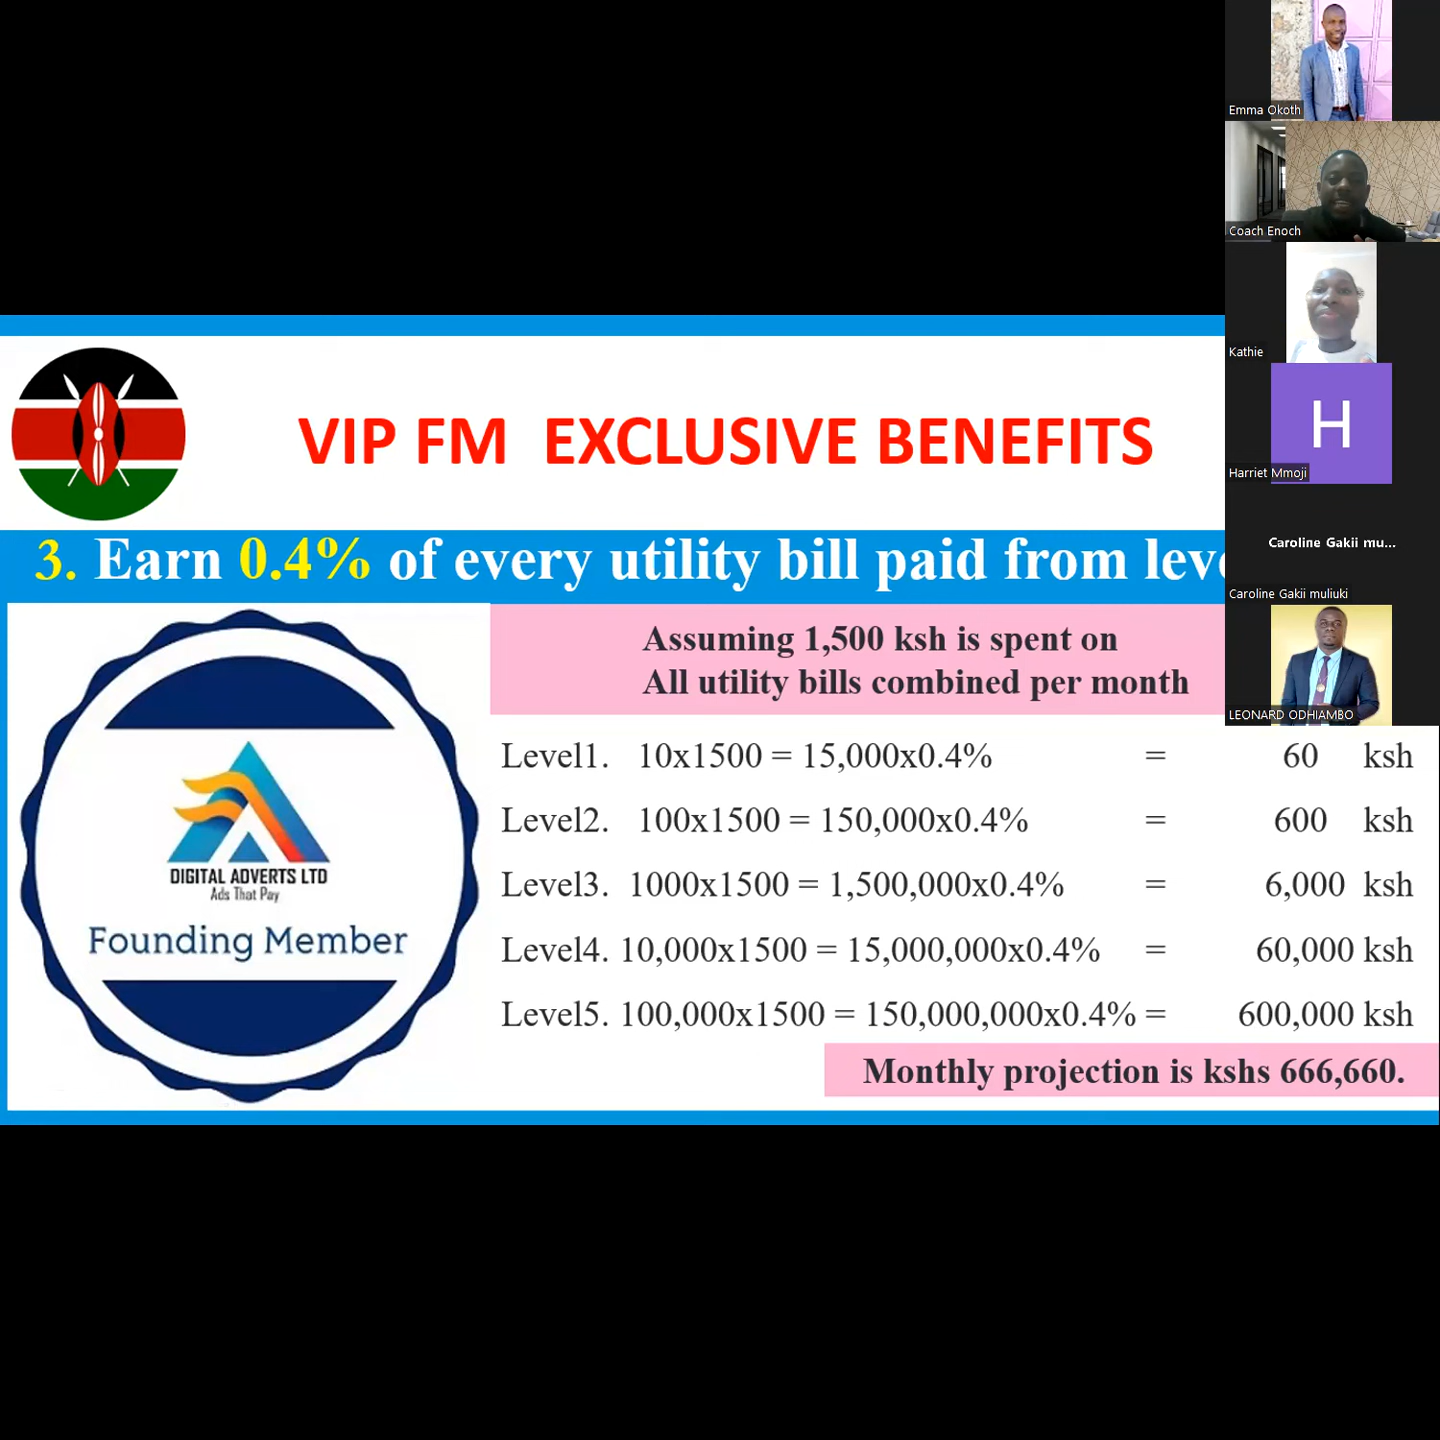 VIP FM EXCLUSIVE BENEFITS
3. Earn 0.4% of every utility bill paid from
Assuming 1,500 ksh is spent on
All utility bills combined per month
Level1. 10x1500 = 15,000x0.4% = 60 ksh
Level2. 100x1500 = 150,000x0.4% = 600 ksh
Level3. 1000x1500 = 1,500,000x0.4% = 6,000 ksh
Level4. 10,000x1500 = 15,000,000x0.4% = 60,000 ksh
Level5. 100,000x1500 = 150,000,000x0.4% = 600,000 ksh
Monthly projection is kshs 666,660.
DIGITAL ADVERTS LTD
Ads That Pay
Founding Member
Emma Okoth
Coach Enoch
Kathie
H
Harriet Mmoji
Caroline Gakii mu...
Caroline Gakii muliuki
LEONARD ODHIAMBO